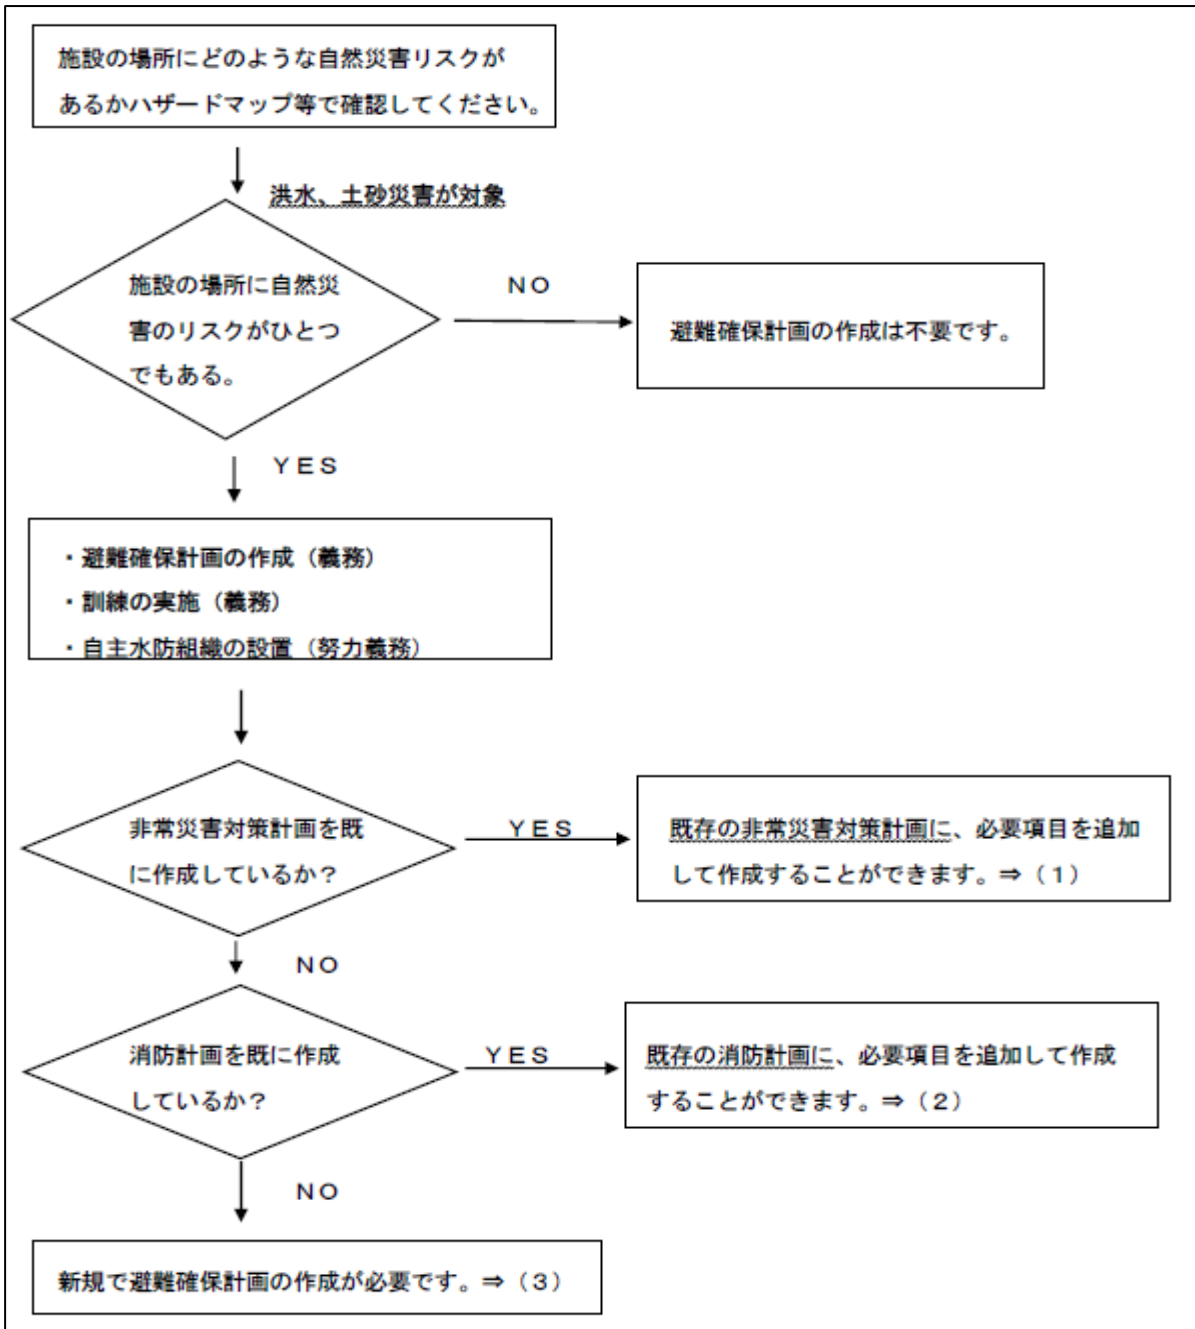 施設の場所にどのような自然災害リスクが
あるかハザードマップ等で確認してください。
洪水、土砂災害が対象
施設の場所に自然災
害のリスクがひとつ
でもある。
ＮＯ
避難確保計画の作成は不要です。
ＹＥＳ
・避難確保計画の作成（義務）
・訓練の実施（義務）
・自主水防組織の設置（努力義務）
非常災害対策計画を既
に作成しているか？
ＹＥＳ
既存の非常災害対策計画に、必要項目を追加
して作成することができます。⇒（１）
ＮＯ
消防計画を既に作成
しているか？
ＹＥＳ
既存の消防計画に、必要項目を追加して作成
することができます。⇒（２）
ＮＯ
新規で避難確保計画の作成が必要です。⇒（３）